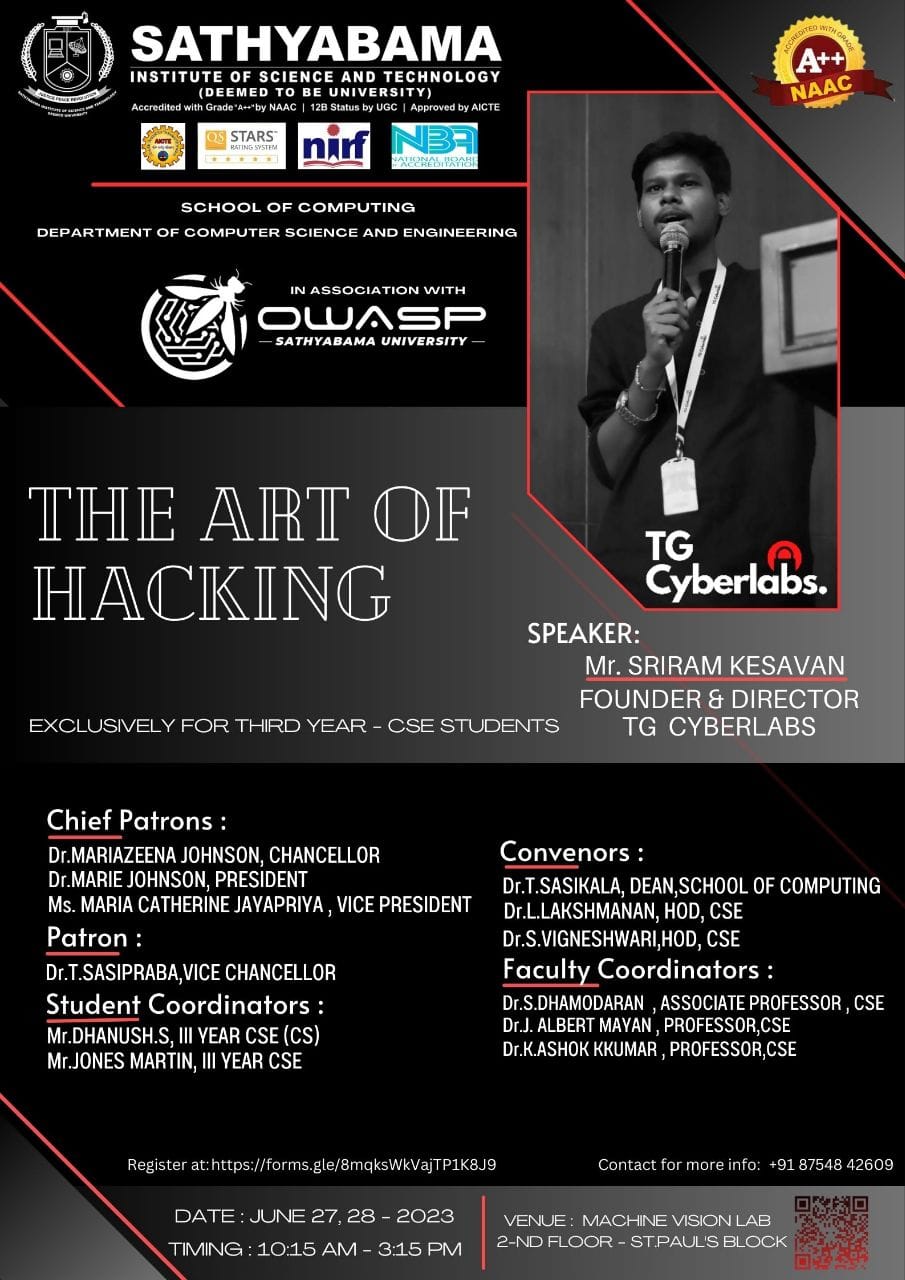 SATHYABAMA
INSTITUTE OF SCIENCE AND TECHNOLOGY
(DEEMED TO BE UNIVERSITY)
Accredited with Grade"A++"by NAAC | 12B Status by UGC | Approved by AICTE
AICTE
QS STARS™
RATING SYSTEM
nirf
NBA
NATIONAL BOARD
ACCREDITATION
ACCREDITED WITH GRADE
A++
NAAC
SCHOOL OF COMPUTING
DEPARTMENT OF COMPUTER SCIENCE AND ENGINEERING
IN ASSOCIATION WITH
OWASP
SATHYABAMA UNIVERSITY
TG
Cyberlabs.
THE ART OF
HACKING
SPEAKER:
Mr. SRIRAM KESAVAN
FOUNDER & DIRECTOR
TG CYBERLABS
EXCLUSIVELY FOR THIRD YEAR - CSE STUDENTS
Chief Patrons :
Dr.MARIAZEENA JOHNSON, CHANCELLOR
Dr.MARIE JOHNSON, PRESIDENT
Ms. MARIA CATHERINE JAYAPRIYA , VICE PRESIDENT
Patron :
Dr.T.SASIPRABA,VICE CHANCELLOR
Student Coordinators :
Mr.DHANUSH.S, III YEAR CSE (CS)
Mr.JONES MARTIN, III YEAR CSE
Convenors :
Dr.T.SASIKALA, DEAN,SCHOOL OF COMPUTING
Dr.L.LAKSHMANAN, HOD, CSE
Dr.S.VIGNESHWARI,HOD, CSE
Faculty Coordinators :
Dr.S.DHAMODARAN , ASSOCIATE PROFESSOR , CSE
Dr.J. ALBERT MAYAN , PROFESSOR,CSE
Dr.K.ASHOK KKUMAR , PROFESSOR,CSE
Register at: https://forms.gle/8mqksWkVajTP1K8J9
Contact for more info: +91 87548 42609
DATE : JUNE 27, 28 - 2023
TIMING : 10:15 AM - 3:15 PM
VENUE : MACHINE VISION LAB
2-ND FLOOR - ST.PAUL'S BLOCK